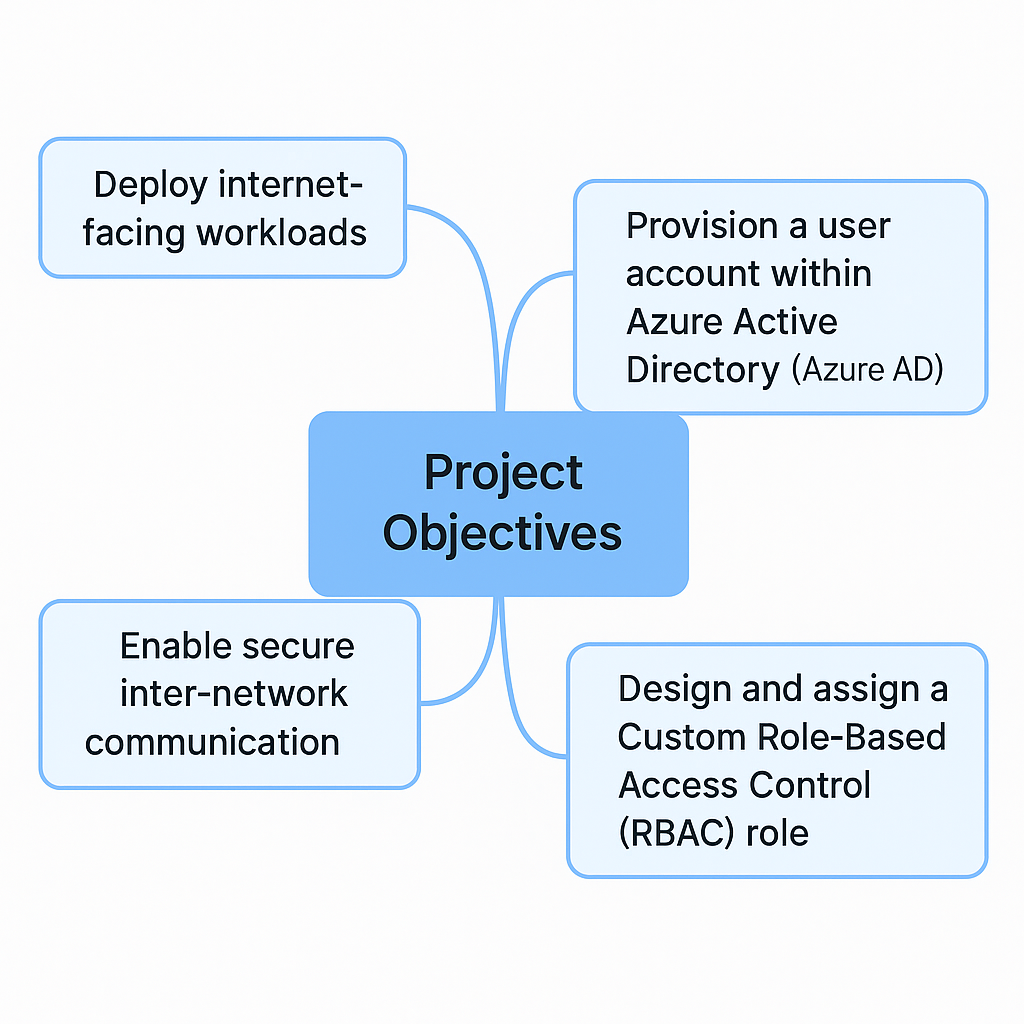 Deploy internet-
facing workloads
Provision a user
account within
Azure Active
Directory (Azure AD)
Project
Objectives
Enable secure
inter-network
communication
Design and assign a
Custom Role-Based
Access Control
(RBAC) role